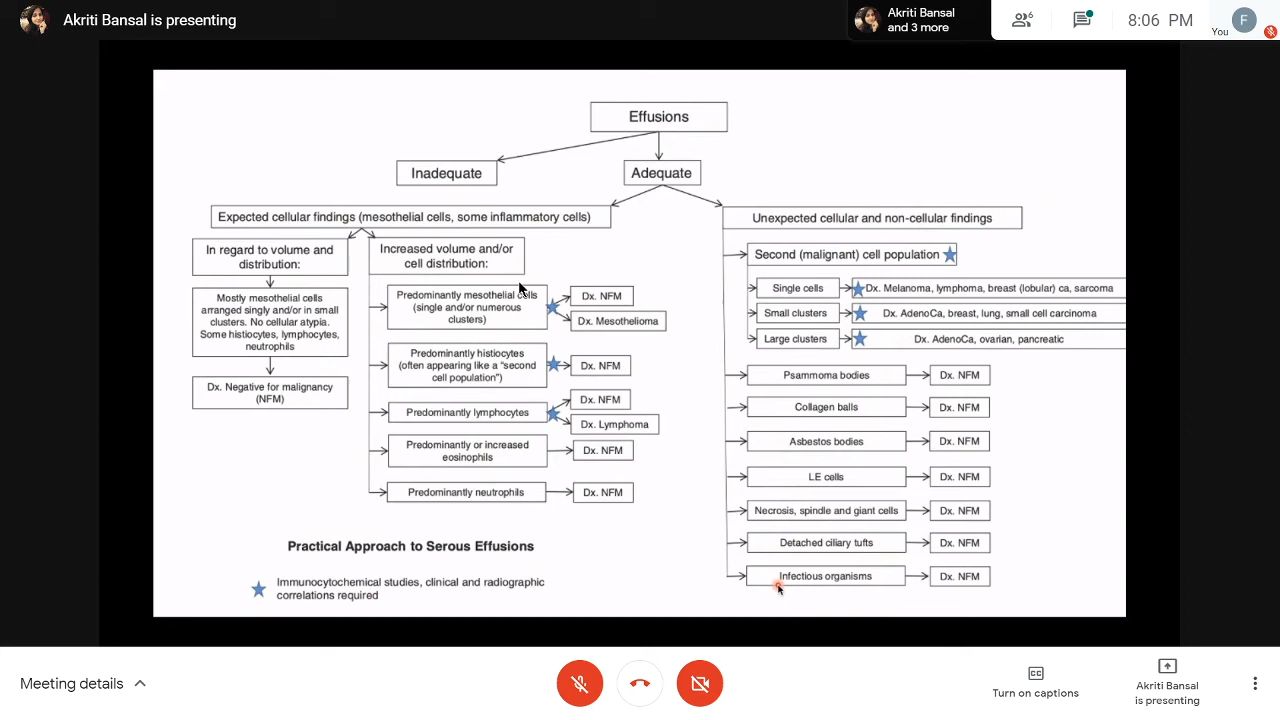 Akriti Bansal is presenting
Akriti Bansal
and 3 more
6
8:06 PM
You
F
Effusions
Inadequate
Adequate
Expected cellular findings (mesothelial cells, some inflammatory cells)
In regard to volume and
distribution:
Mostly mesothelial cells
arranged singly and/or in small
clusters. No cellular atypia.
Some histiocytes, lymphocytes,
neutrophils
Dx. Negative for malignancy
(NFM)
Increased volume and/or
cell distribution:
Predominantly mesothelial cells
(single and/or numerous
clusters)
Dx. NFM
Dx. Mesothelioma
Predominantly histiocytes
(often appearing like a "second
cell population")
Dx. NFM
Predominantly lymphocytes
Dx. NFM
Dx. Lymphoma
Predominantly or increased
eosinophils
Dx. NFM
Predominantly neutrophils
Dx. NFM
Unexpected cellular and non-cellular findings
Second (malignant) cell population
Single cells
Dx. Melanoma, lymphoma, breast (lobular) ca, sarcoma
Small clusters
Dx. AdenoCa, breast, lung, small cell carcinoma
Large clusters
Dx. AdenoCa, ovarian, pancreatic
Psammoma bodies
Dx. NFM
Collagen balls
Dx. NFM
Asbestos bodies
Dx. NFM
LE cells
Dx. NFM
Necrosis, spindle and giant cells
Dx. NFM
Detached ciliary tufts
Dx. NFM
Infectious organisms
Dx. NFM
Practical Approach to Serous Effusions
Immunocytochemical studies, clinical and radiographic
correlations required
Meeting details
CC
Turn on captions
Akriti Bansal
is presenting